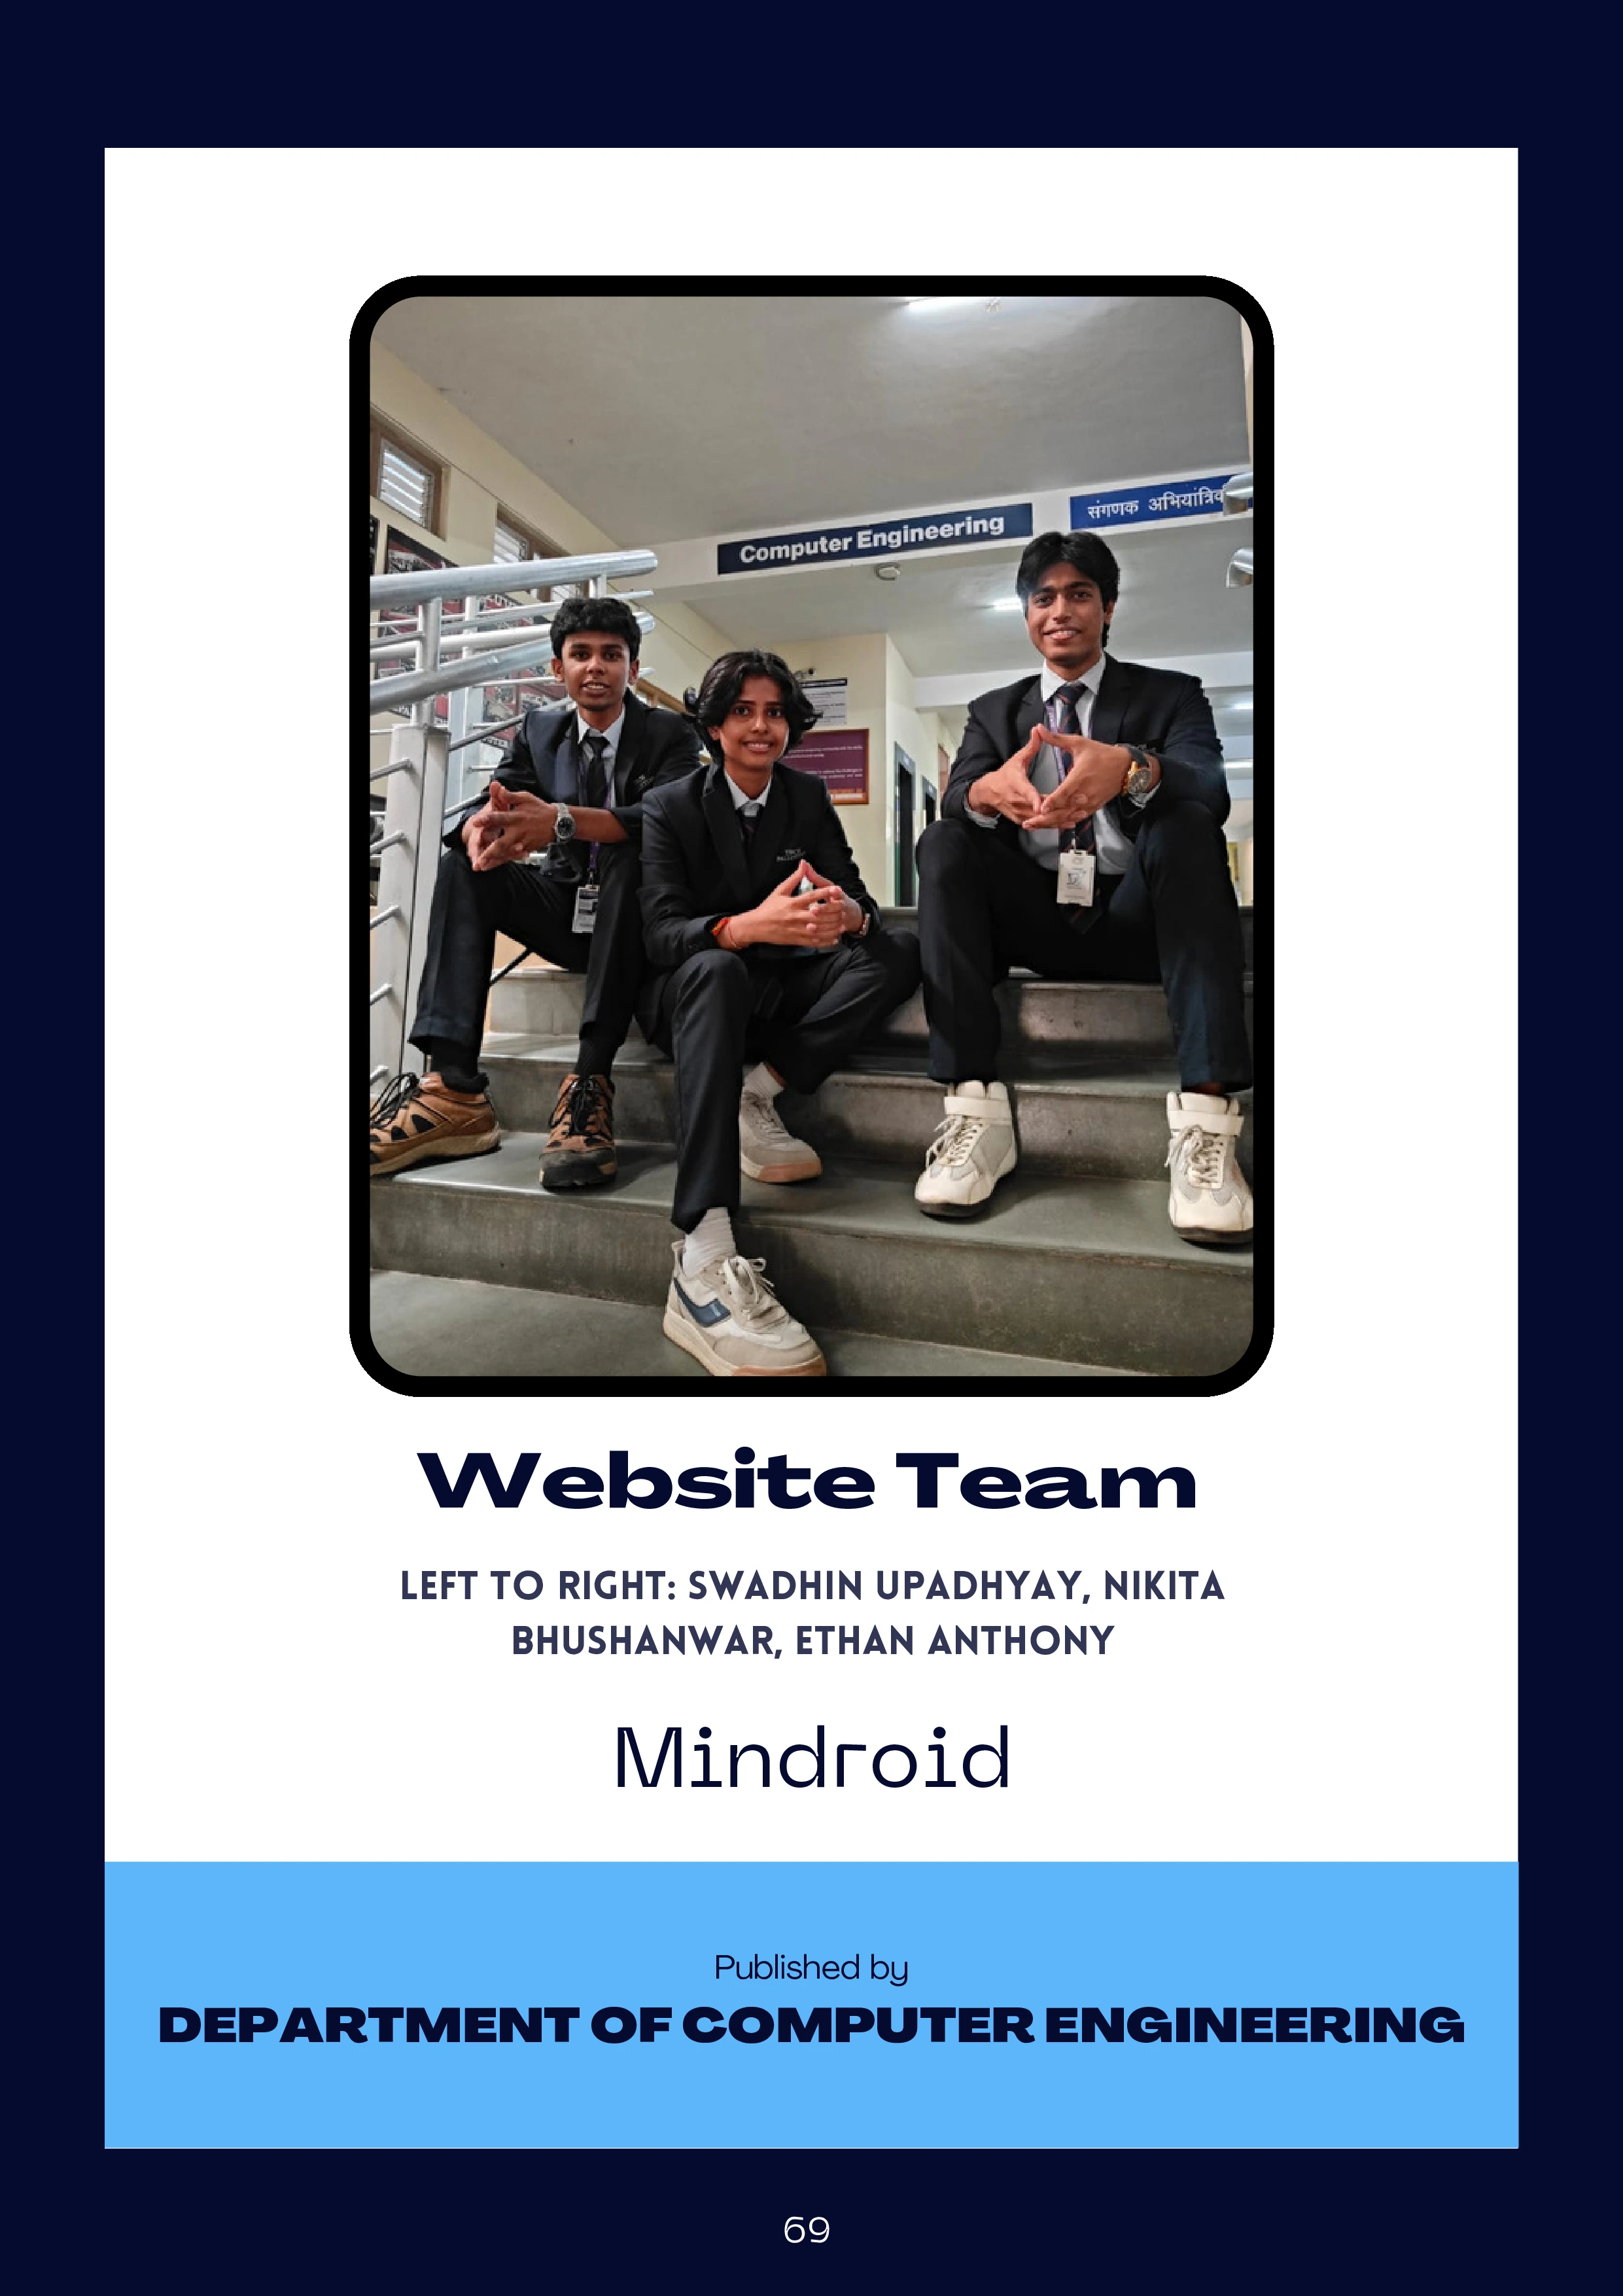 Computer Engineering
संगणक अभियांत्रिकी
Website Team
LEFT TO RIGHT: SWADHIN UPADHYAY, NIKITA
BHUSHANWAR, ETHAN ANTHONY
Mindroid
Published by
DEPARTMENT OF COMPUTER ENGINEERING
69